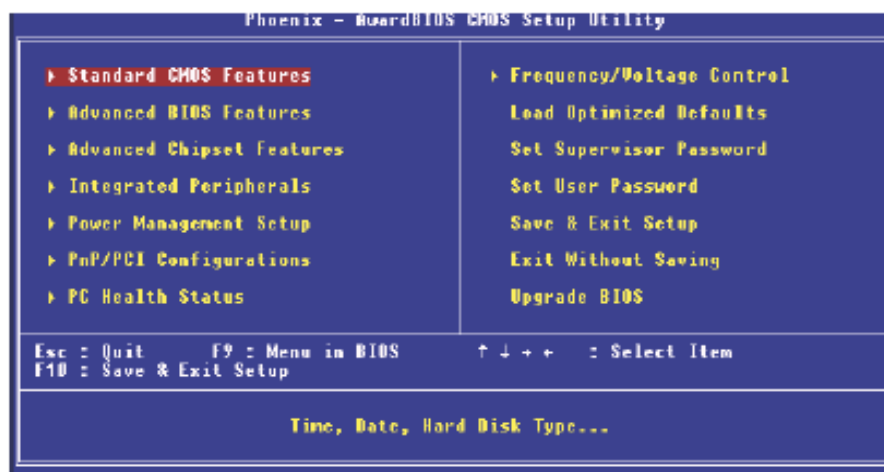 Phoenix - AwardBIOS CMOS Setup Utility
▸ Standard CMOS Features
▸ Advanced BIOS Features
▸ Advanced Chipset Features
▸ Integrated Peripherals
▸ Power Management Setup
▸ PnP/PCI Configurations
▸ PC Health Status
▸ Frequency/Voltage Control
Load Optimized Defaults
Set Supervisor Password
Set User Password
Save & Exit Setup
Exit Without Saving
Upgrade BIOS
Esc : Quit F9 : Menu in BIOS ↑ ↓ → ← : Select Item
F10 : Save & Exit Setup
Time, Date, Hard Disk Type...